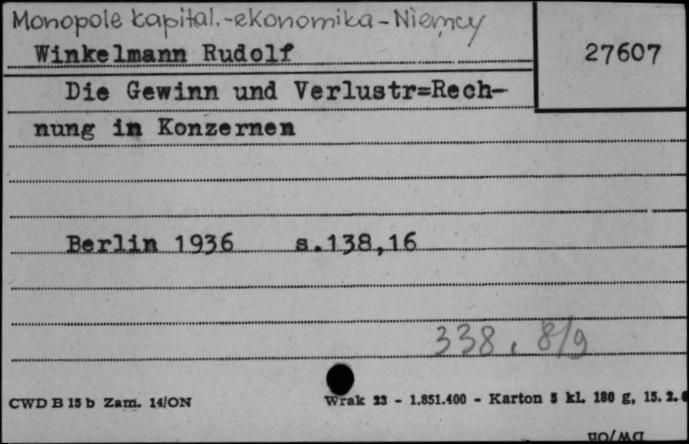 Monopole kapital.-ekonomika-Niemcy
Winkelmann Rudolf
27607
Die Gewinn und Verlustr=Rech-
nung in Konzernen
Berlin 1936 s.138,16
338. 8/9
CWD B 15 b Zam. 14/ON
Wrak 23 - 1.851.400 - Karton 5 kl. 180 g, 15.2.